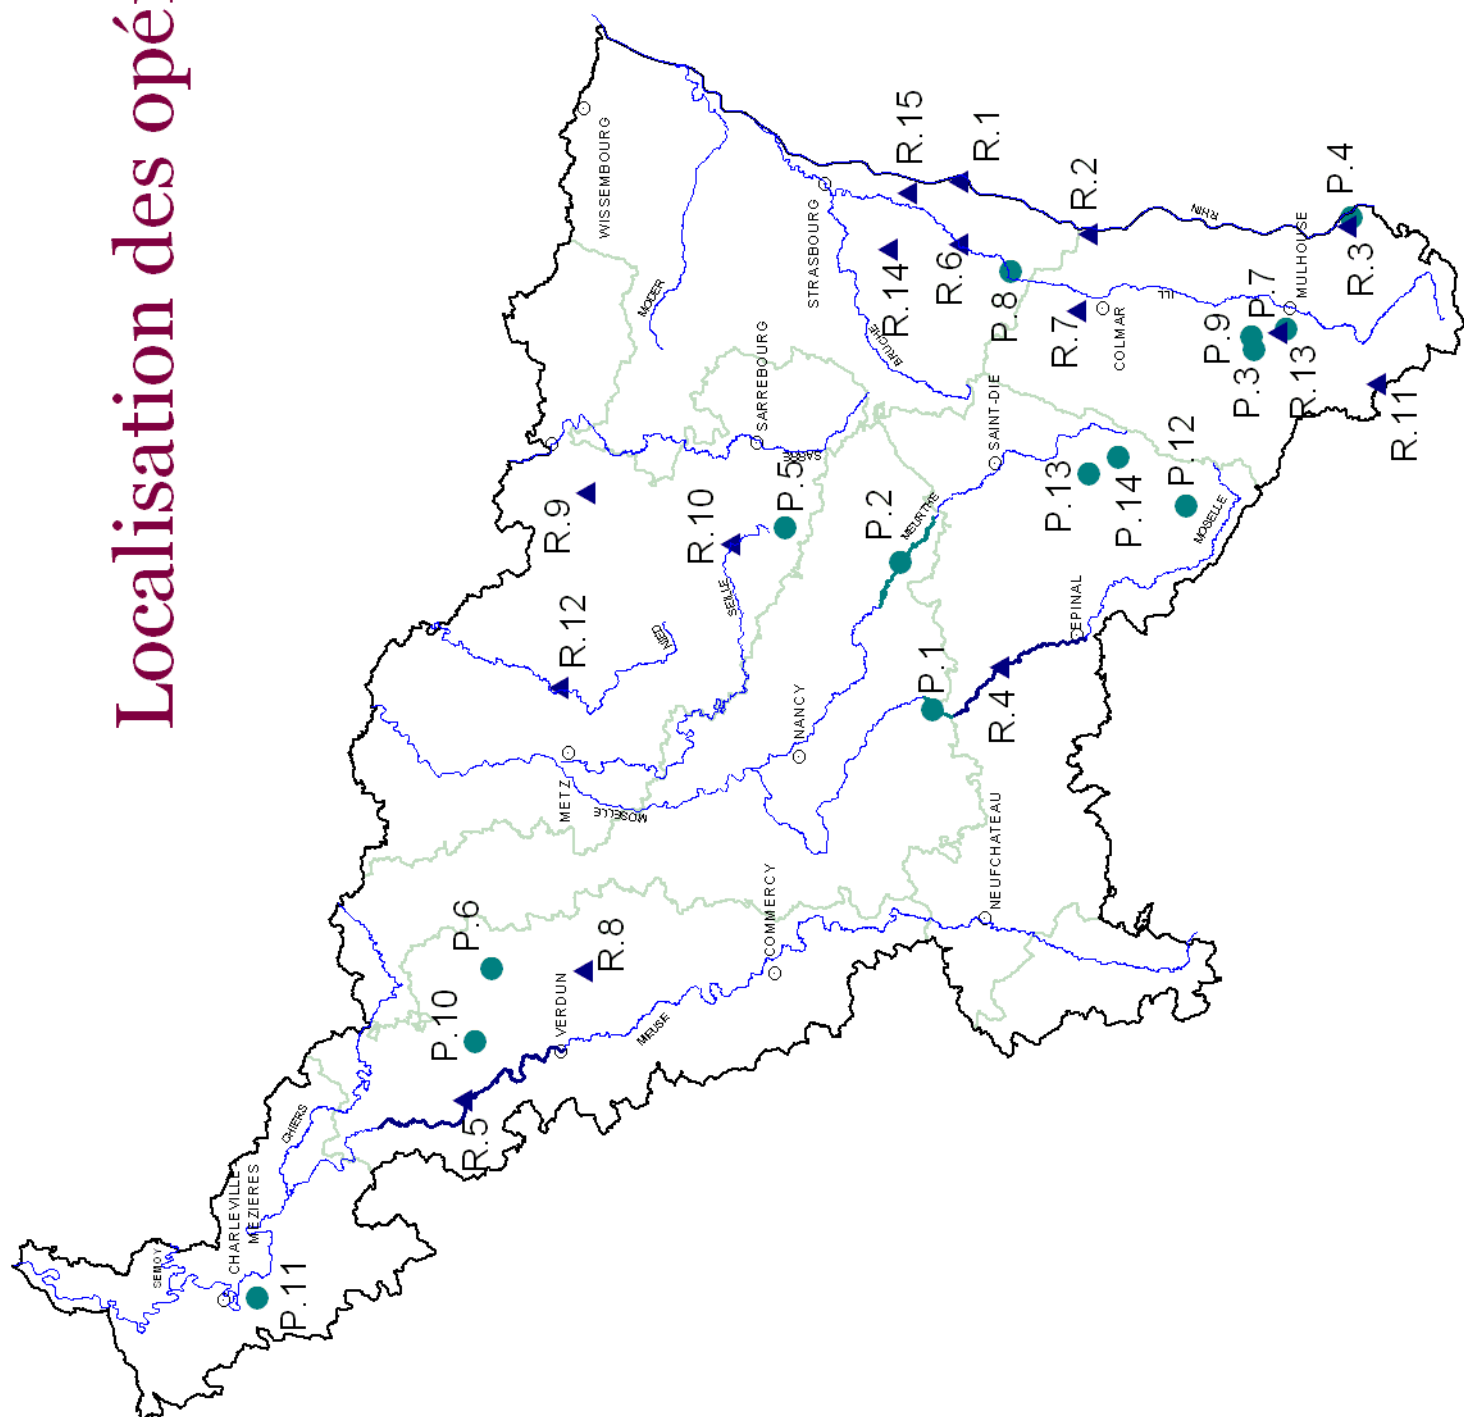 Localisation des opé
WISSEMBOURG
MODER
STRASBOURG
R.15
R.1
R.14
R.6
BRUCHE
P.8
R.2
RHIN
P.4
R.3
MULHOUSE
ILL
R.7
COLMAR
P.9
P.7
P.3
R.13
R.11
SARREBOURG
SARRE
SAINT-DIE
P.13
P.14
P.12
MOSELLE
R.9
R.10
P.5
P.2
MEURTHE
SEILLE
R.12
NIED
P.1
R.4
EPINAL
NANCY
METZ
MOSELLE
NEUFCHATEAU
COMMERCY
P.6
R.8
P.10
VERDUN
MEUSE
R.5
CHIERS
CHARLEVILLE
MEZIERES
SEMOY
P.11